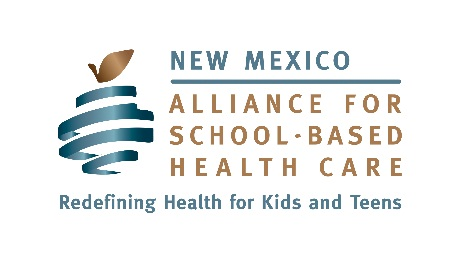 NEW MEXICO
ALLIANCE FOR
SCHOOL·BASED
HEALTH CARE
Redefining Health for Kids and Teens